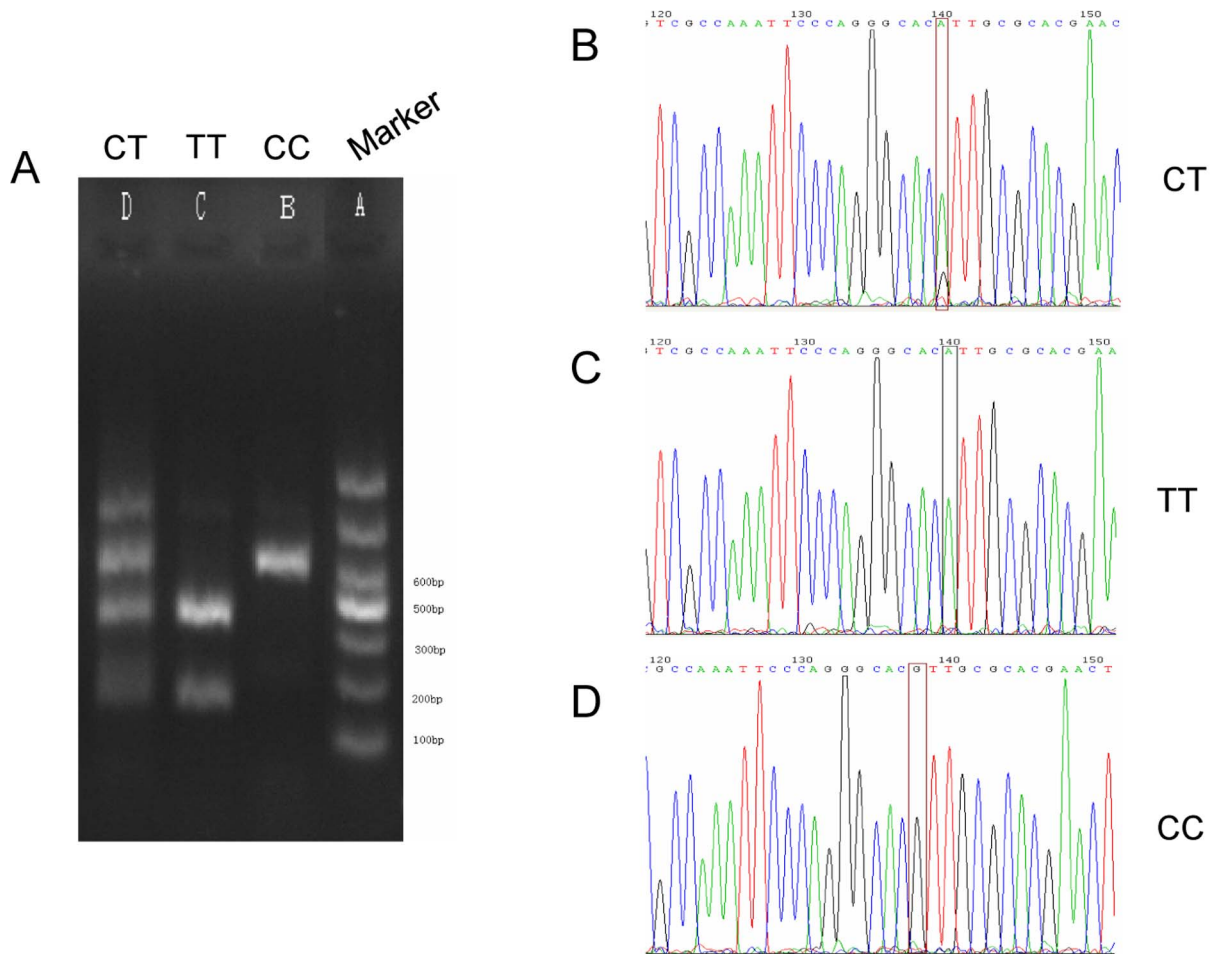 A
CT TT CC Marker
D C B A
600bp
500bp
300bp
200bp
100bp
B
120 130 140 150
G T C G C C A A A T T C C C A G G G C A C A T T G C G C A C G A A C
CT
C
120 130 140 150
G T C G C C A A A T T C C C A G G G C A C A T T G C G C A C G A A
TT
D
120 130 140 150
G C C A A A T T C C C A G G G C A C G T T G C G C A C G A A C T
CC